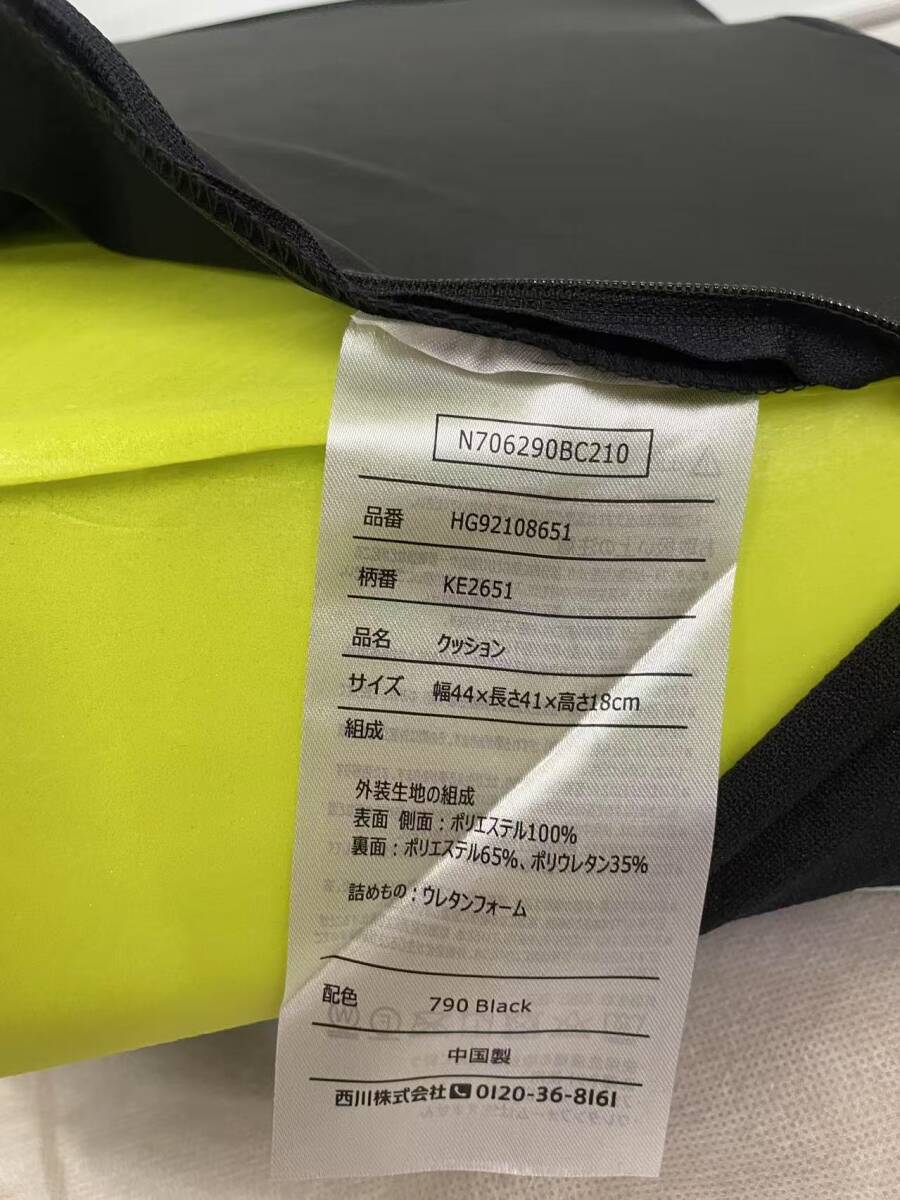 N706290BC210
品番 HG92108651
柄番 KE2651
品名 クッション
サイズ 幅44×長さ41×高さ18cm
組成
外装生地の組成
表面 側面：ポリエステル100%
裏面：ポリエステル65%、ポリウレタン35%
詰めもの：ウレタンフォーム
配色 790 Black
中国製
西川株式会社 0120-36-8161